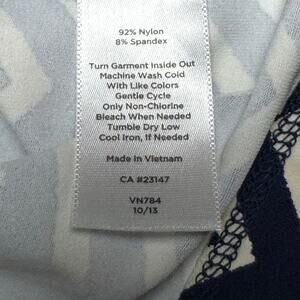 92% Nylon
8% Spandex
Turn Garment Inside Out
Machine Wash Cold
With Like Colors
Gentle Cycle
Only Non-Chlorine
Bleach When Needed
Tumble Dry Low
Cool Iron, If Needed
Made In Vietnam
CA #23147
VN784
10/13